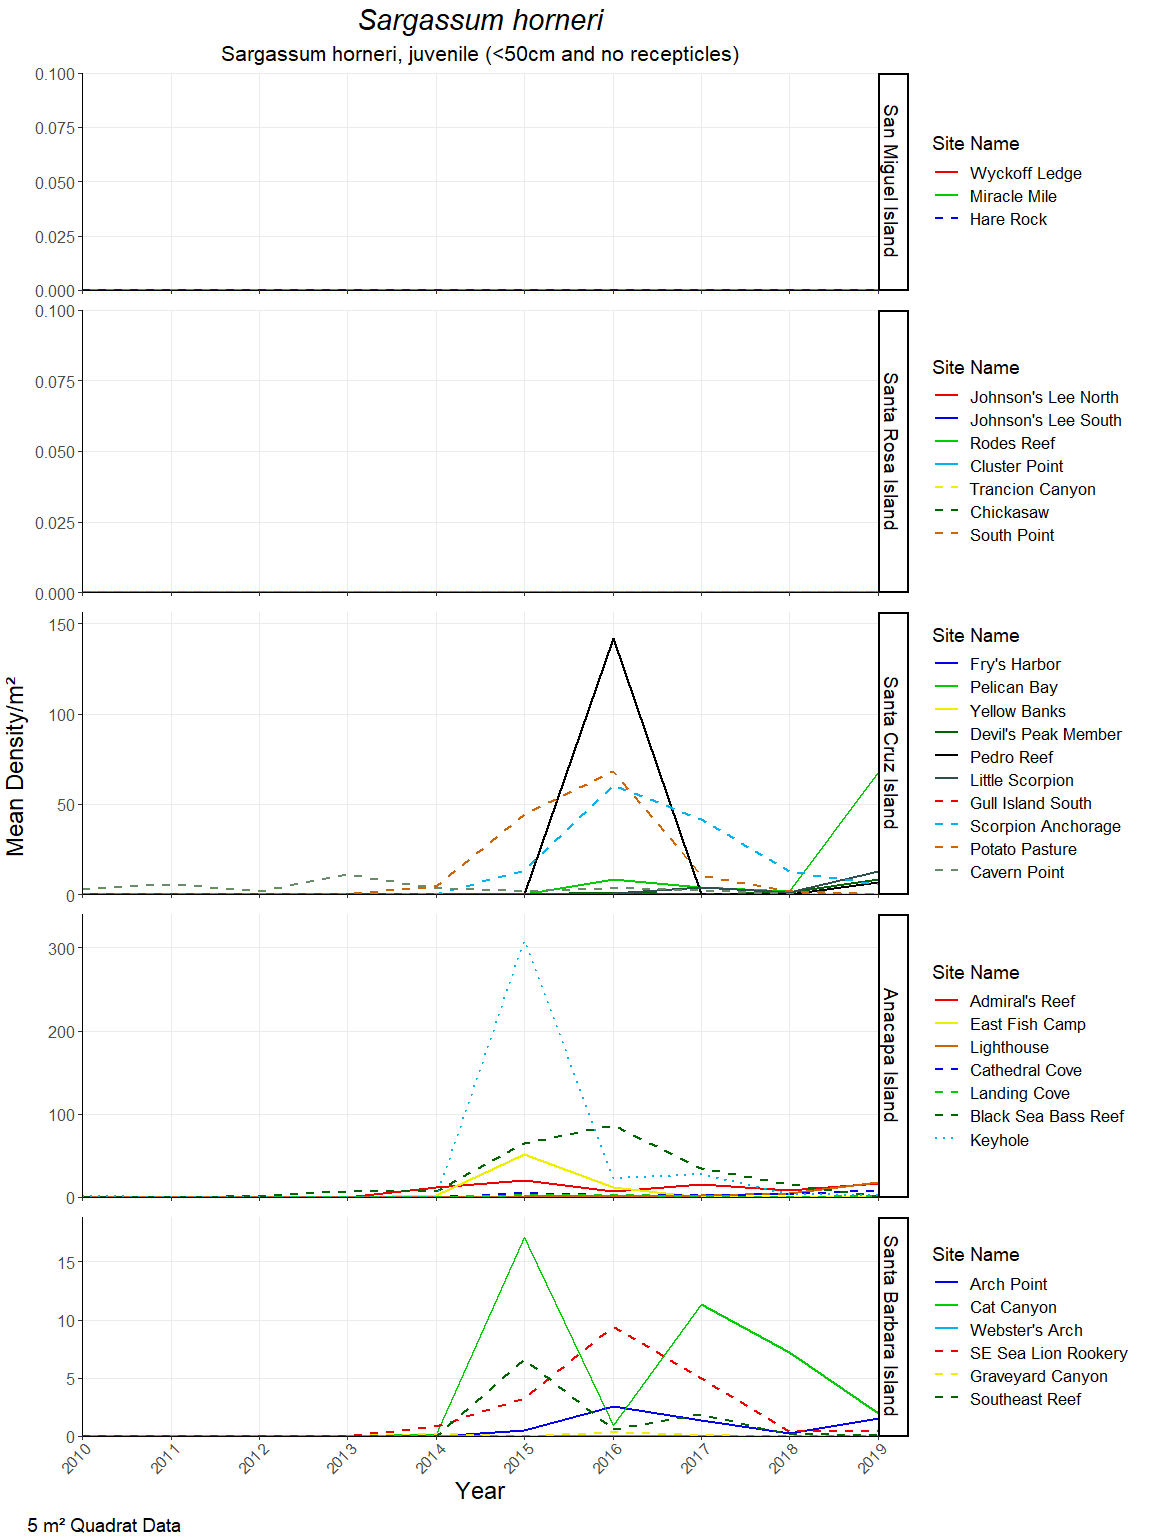 Sargassum horneri
Sargassum horneri, juvenile (<50cm and no recepticles)
Mean Density/m²
0.100
0.075
0.050
0.025
0.000
San Miguel Island
Site Name
Wyckoff Ledge
Miracle Mile
Hare Rock
0.100
0.075
0.050
0.025
0.000
Santa Rosa Island
Site Name
Johnson's Lee North
Johnson's Lee South
Rodes Reef
Cluster Point
Trancion Canyon
Chickasaw
South Point
150
100
50
0
Santa Cruz Island
Site Name
Fry's Harbor
Pelican Bay
Yellow Banks
Devil's Peak Member
Pedro Reef
Little Scorpion
Gull Island South
Scorpion Anchorage
Potato Pasture
Cavern Point
300
200
100
0
Anacapa Island
Site Name
Admiral's Reef
East Fish Camp
Lighthouse
Cathedral Cove
Landing Cove
Black Sea Bass Reef
Keyhole
15
10
5
0
Santa Barbara Island
Site Name
Arch Point
Cat Canyon
Webster's Arch
SE Sea Lion Rookery
Graveyard Canyon
Southeast Reef
2010 2011 2012 2013 2014 2015 2016 2017 2018 2019
Year
5 m² Quadrat Data